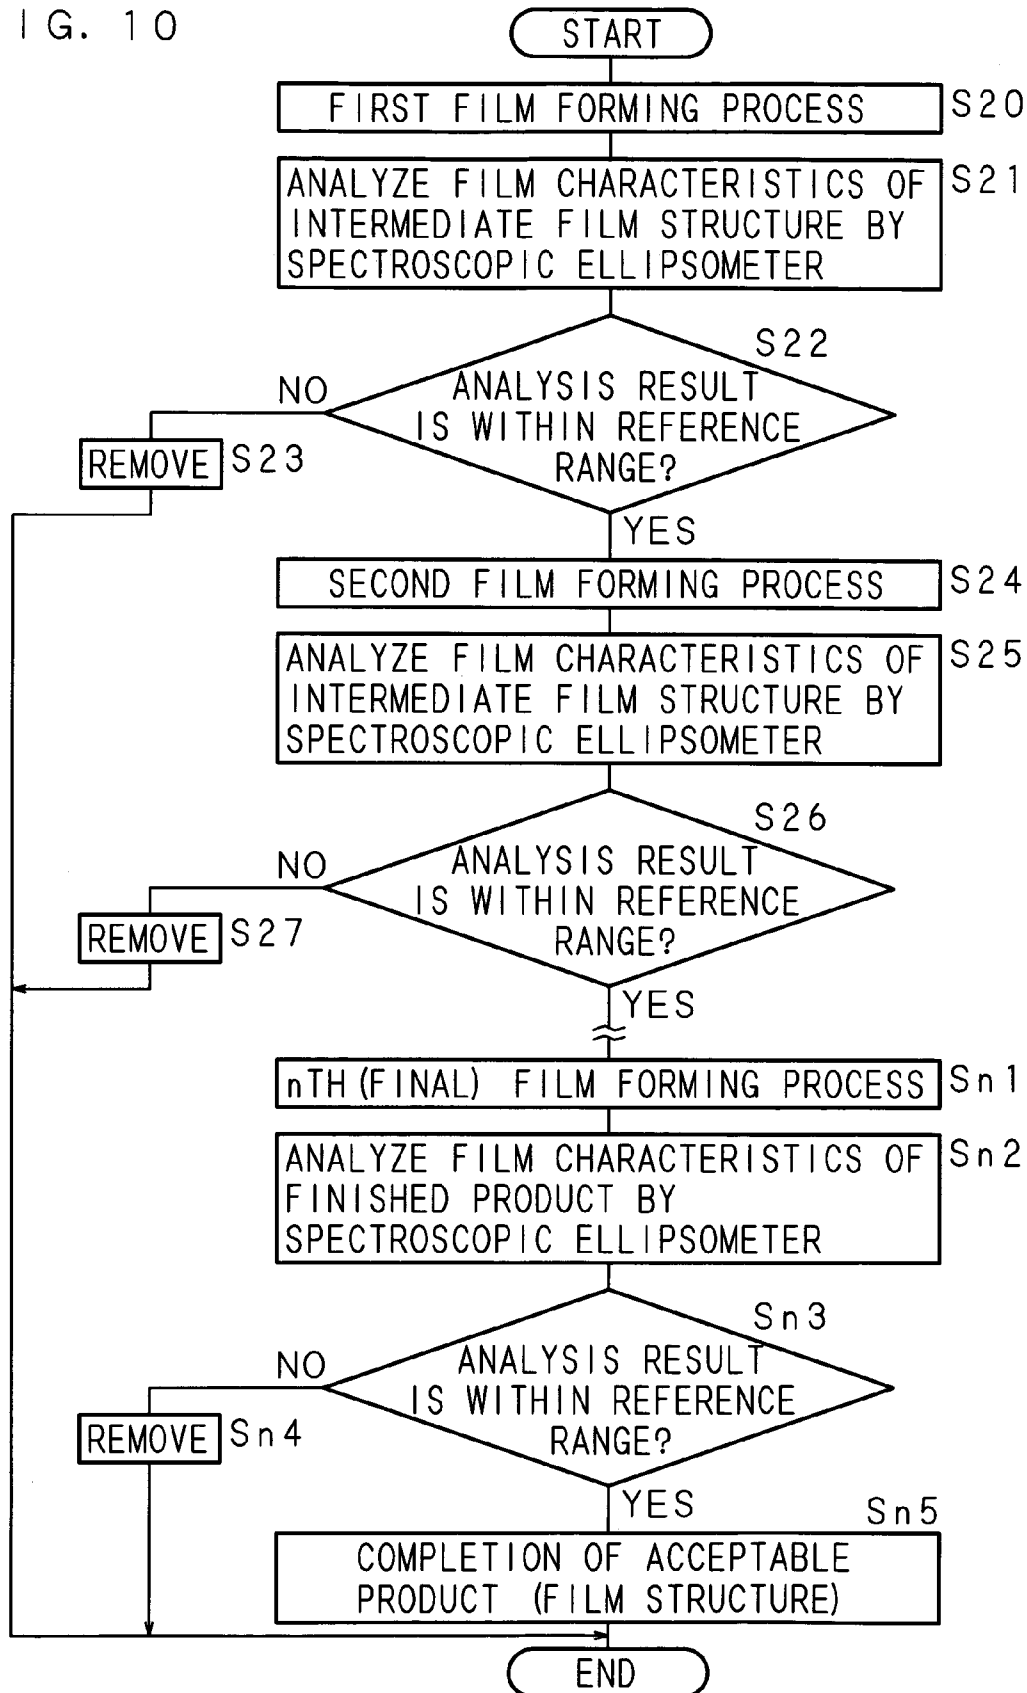 IG. 10
START
FIRST FILM FORMING PROCESS
S20
ANALYZE FILM CHARACTERISTICS OF
INTERMEDIATE FILM STRUCTURE BY
SPECTROSCOPIC ELLIPSOMETER
S21
S22
ANALYSIS RESULT
IS WITHIN REFERENCE
RANGE?
NO
REMOVE
S23
YES
SECOND FILM FORMING PROCESS
S24
ANALYZE FILM CHARACTERISTICS OF
INTERMEDIATE FILM STRUCTURE BY
SPECTROSCOPIC ELLIPSOMETER
S25
S26
ANALYSIS RESULT
IS WITHIN REFERENCE
RANGE?
NO
REMOVE
S27
YES
nTH (FINAL) FILM FORMING PROCESS
Sn1
ANALYZE FILM CHARACTERISTICS OF
FINISHED PRODUCT BY
SPECTROSCOPIC ELLIPSOMETER
Sn2
Sn3
ANALYSIS RESULT
IS WITHIN REFERENCE
RANGE?
NO
REMOVE
Sn4
YES
Sn5
COMPLETION OF ACCEPTABLE
PRODUCT (FILM STRUCTURE)
END